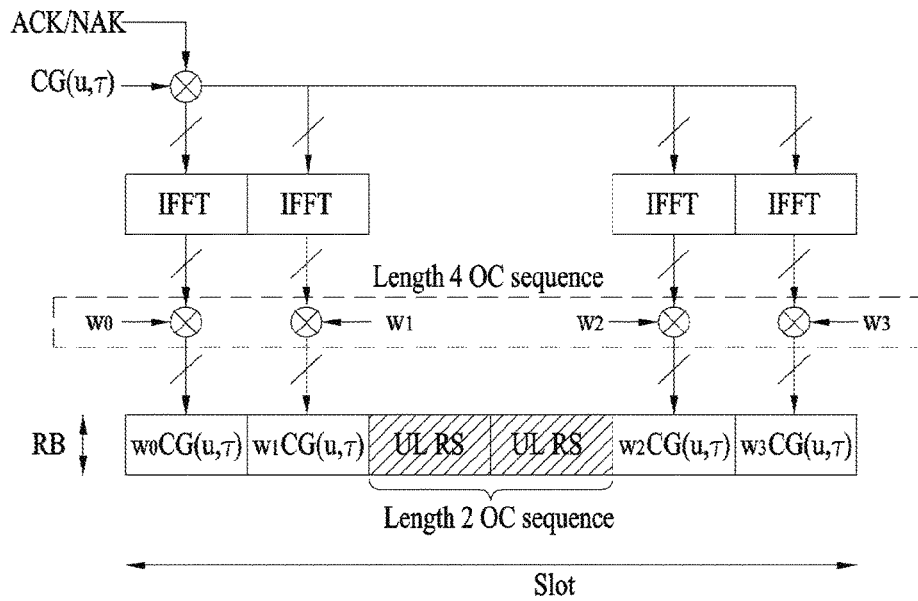 ACK/NAK
CG(u,τ)
IFFT IFFT IFFT IFFT
Length 4 OC sequence
w0 w1 w2 w3
RB w0CG(u,τ) w1CG(u,τ) UL RS UL RS w2CG(u,τ) w3CG(u,τ)
Length 2 OC sequence
Slot